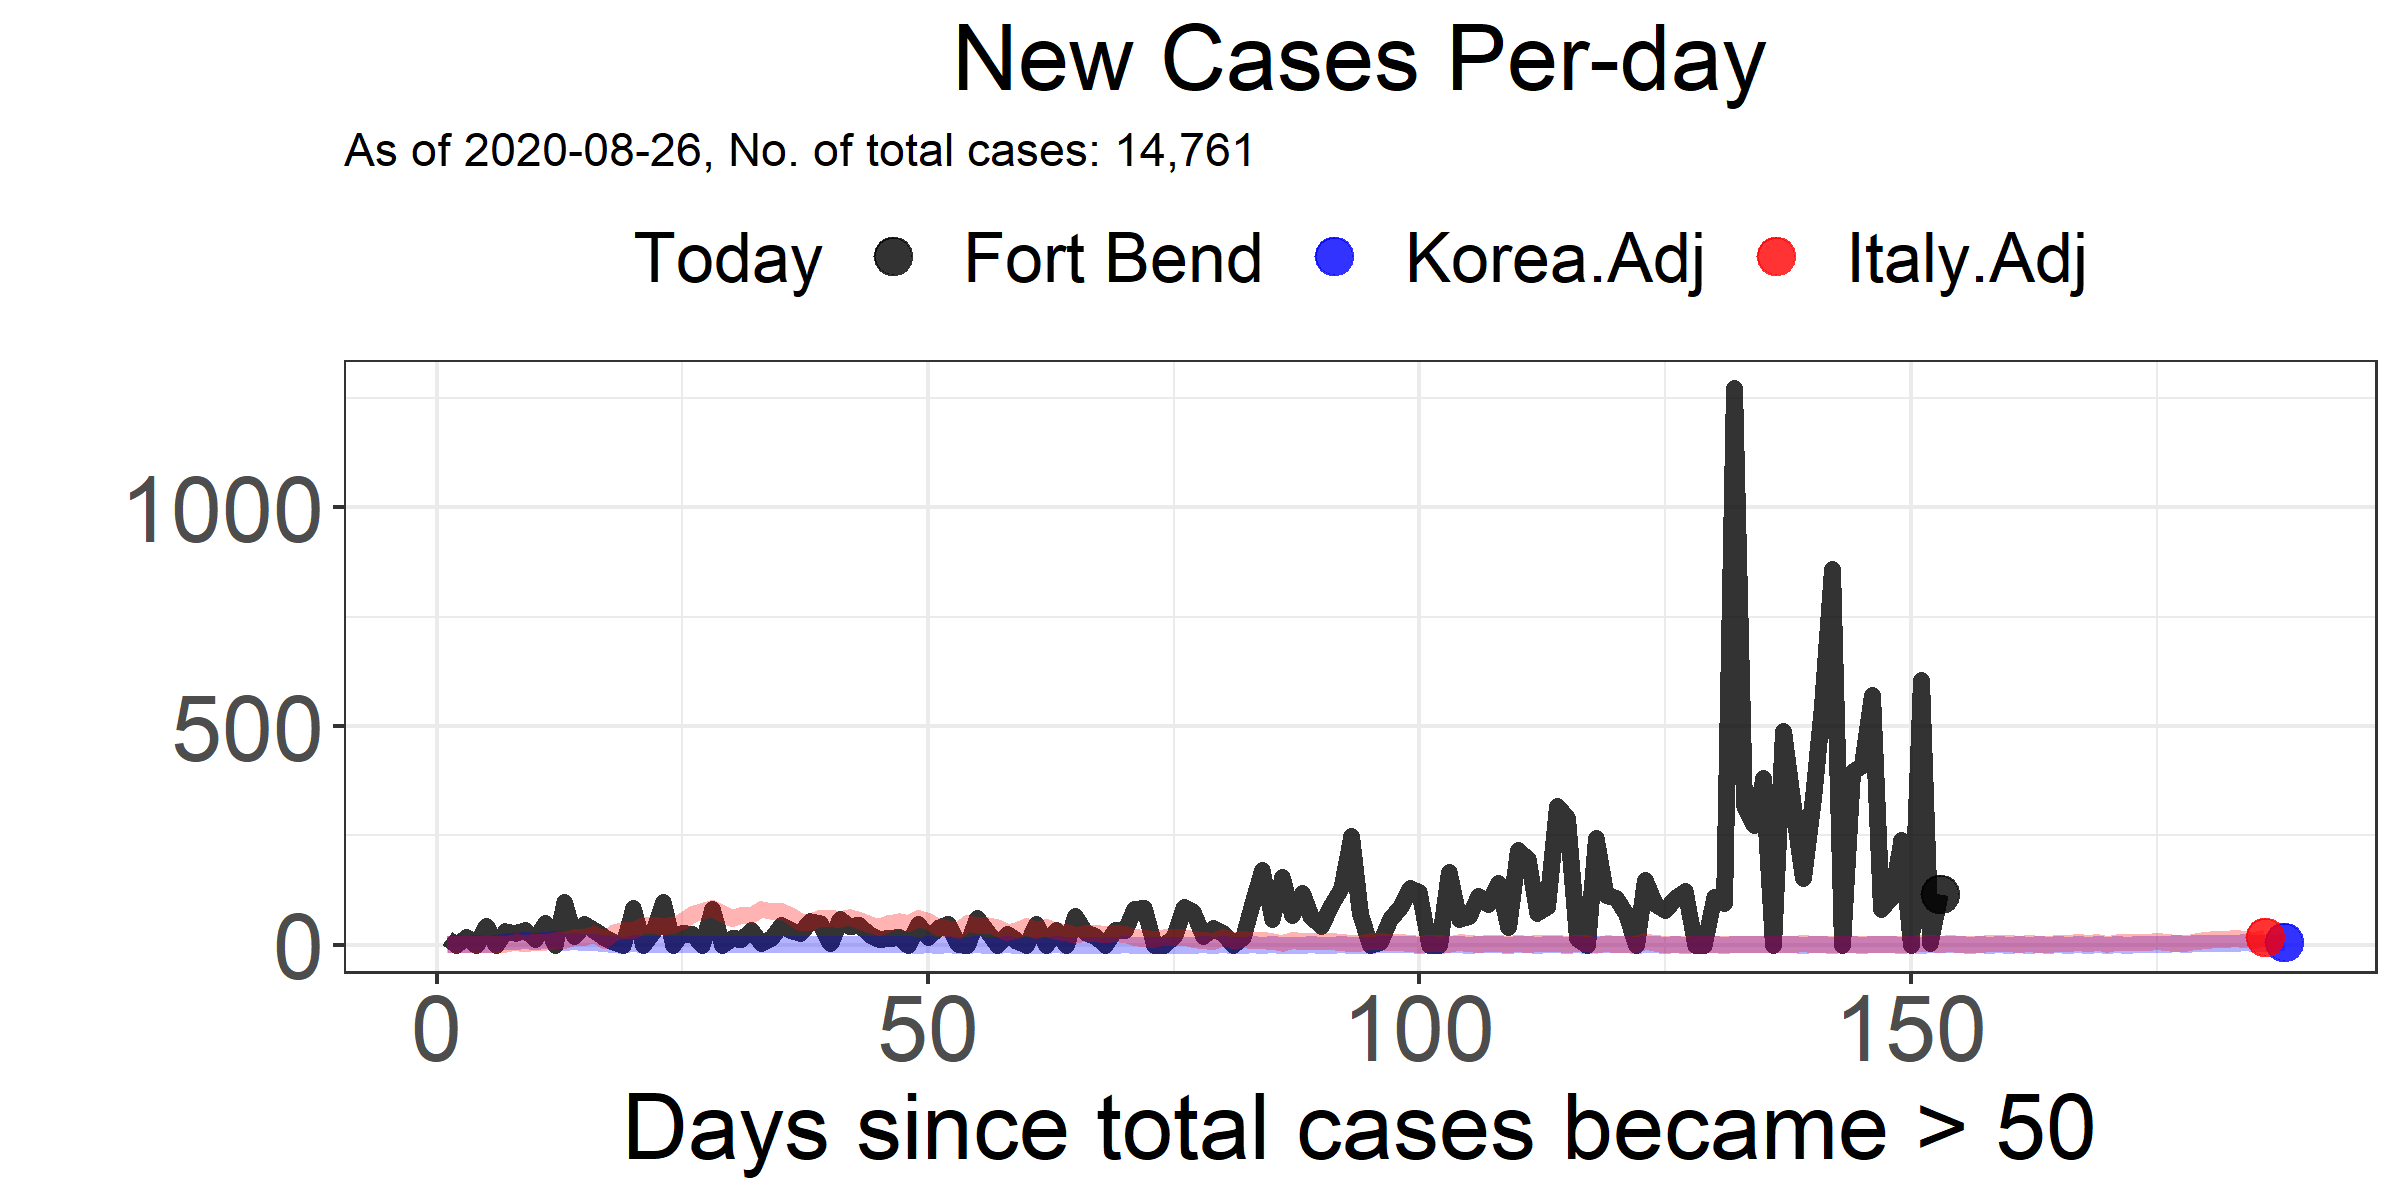 New Cases Per-day
As of 2020-08-26, No. of total cases: 14,761
Today Fort Bend Korea.Adj Italy.Adj
1000
500
0
0 50 100 150
Days since total cases became > 50